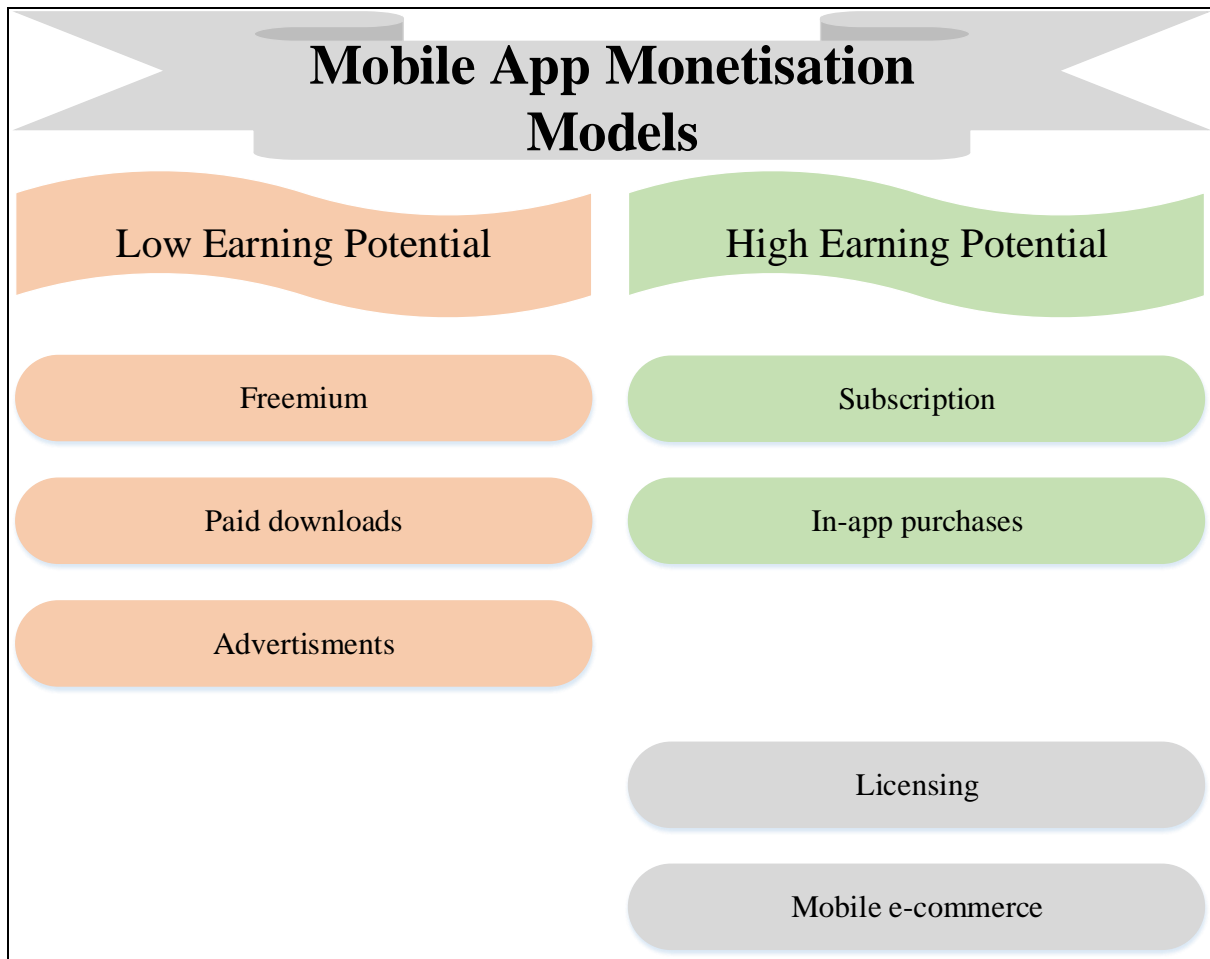 Mobile App Monetisation
Models
Low Earning Potential
High Earning Potential
Freemium
Subscription
Paid downloads
In-app purchases
Advertisments
Licensing
Mobile e-commerce